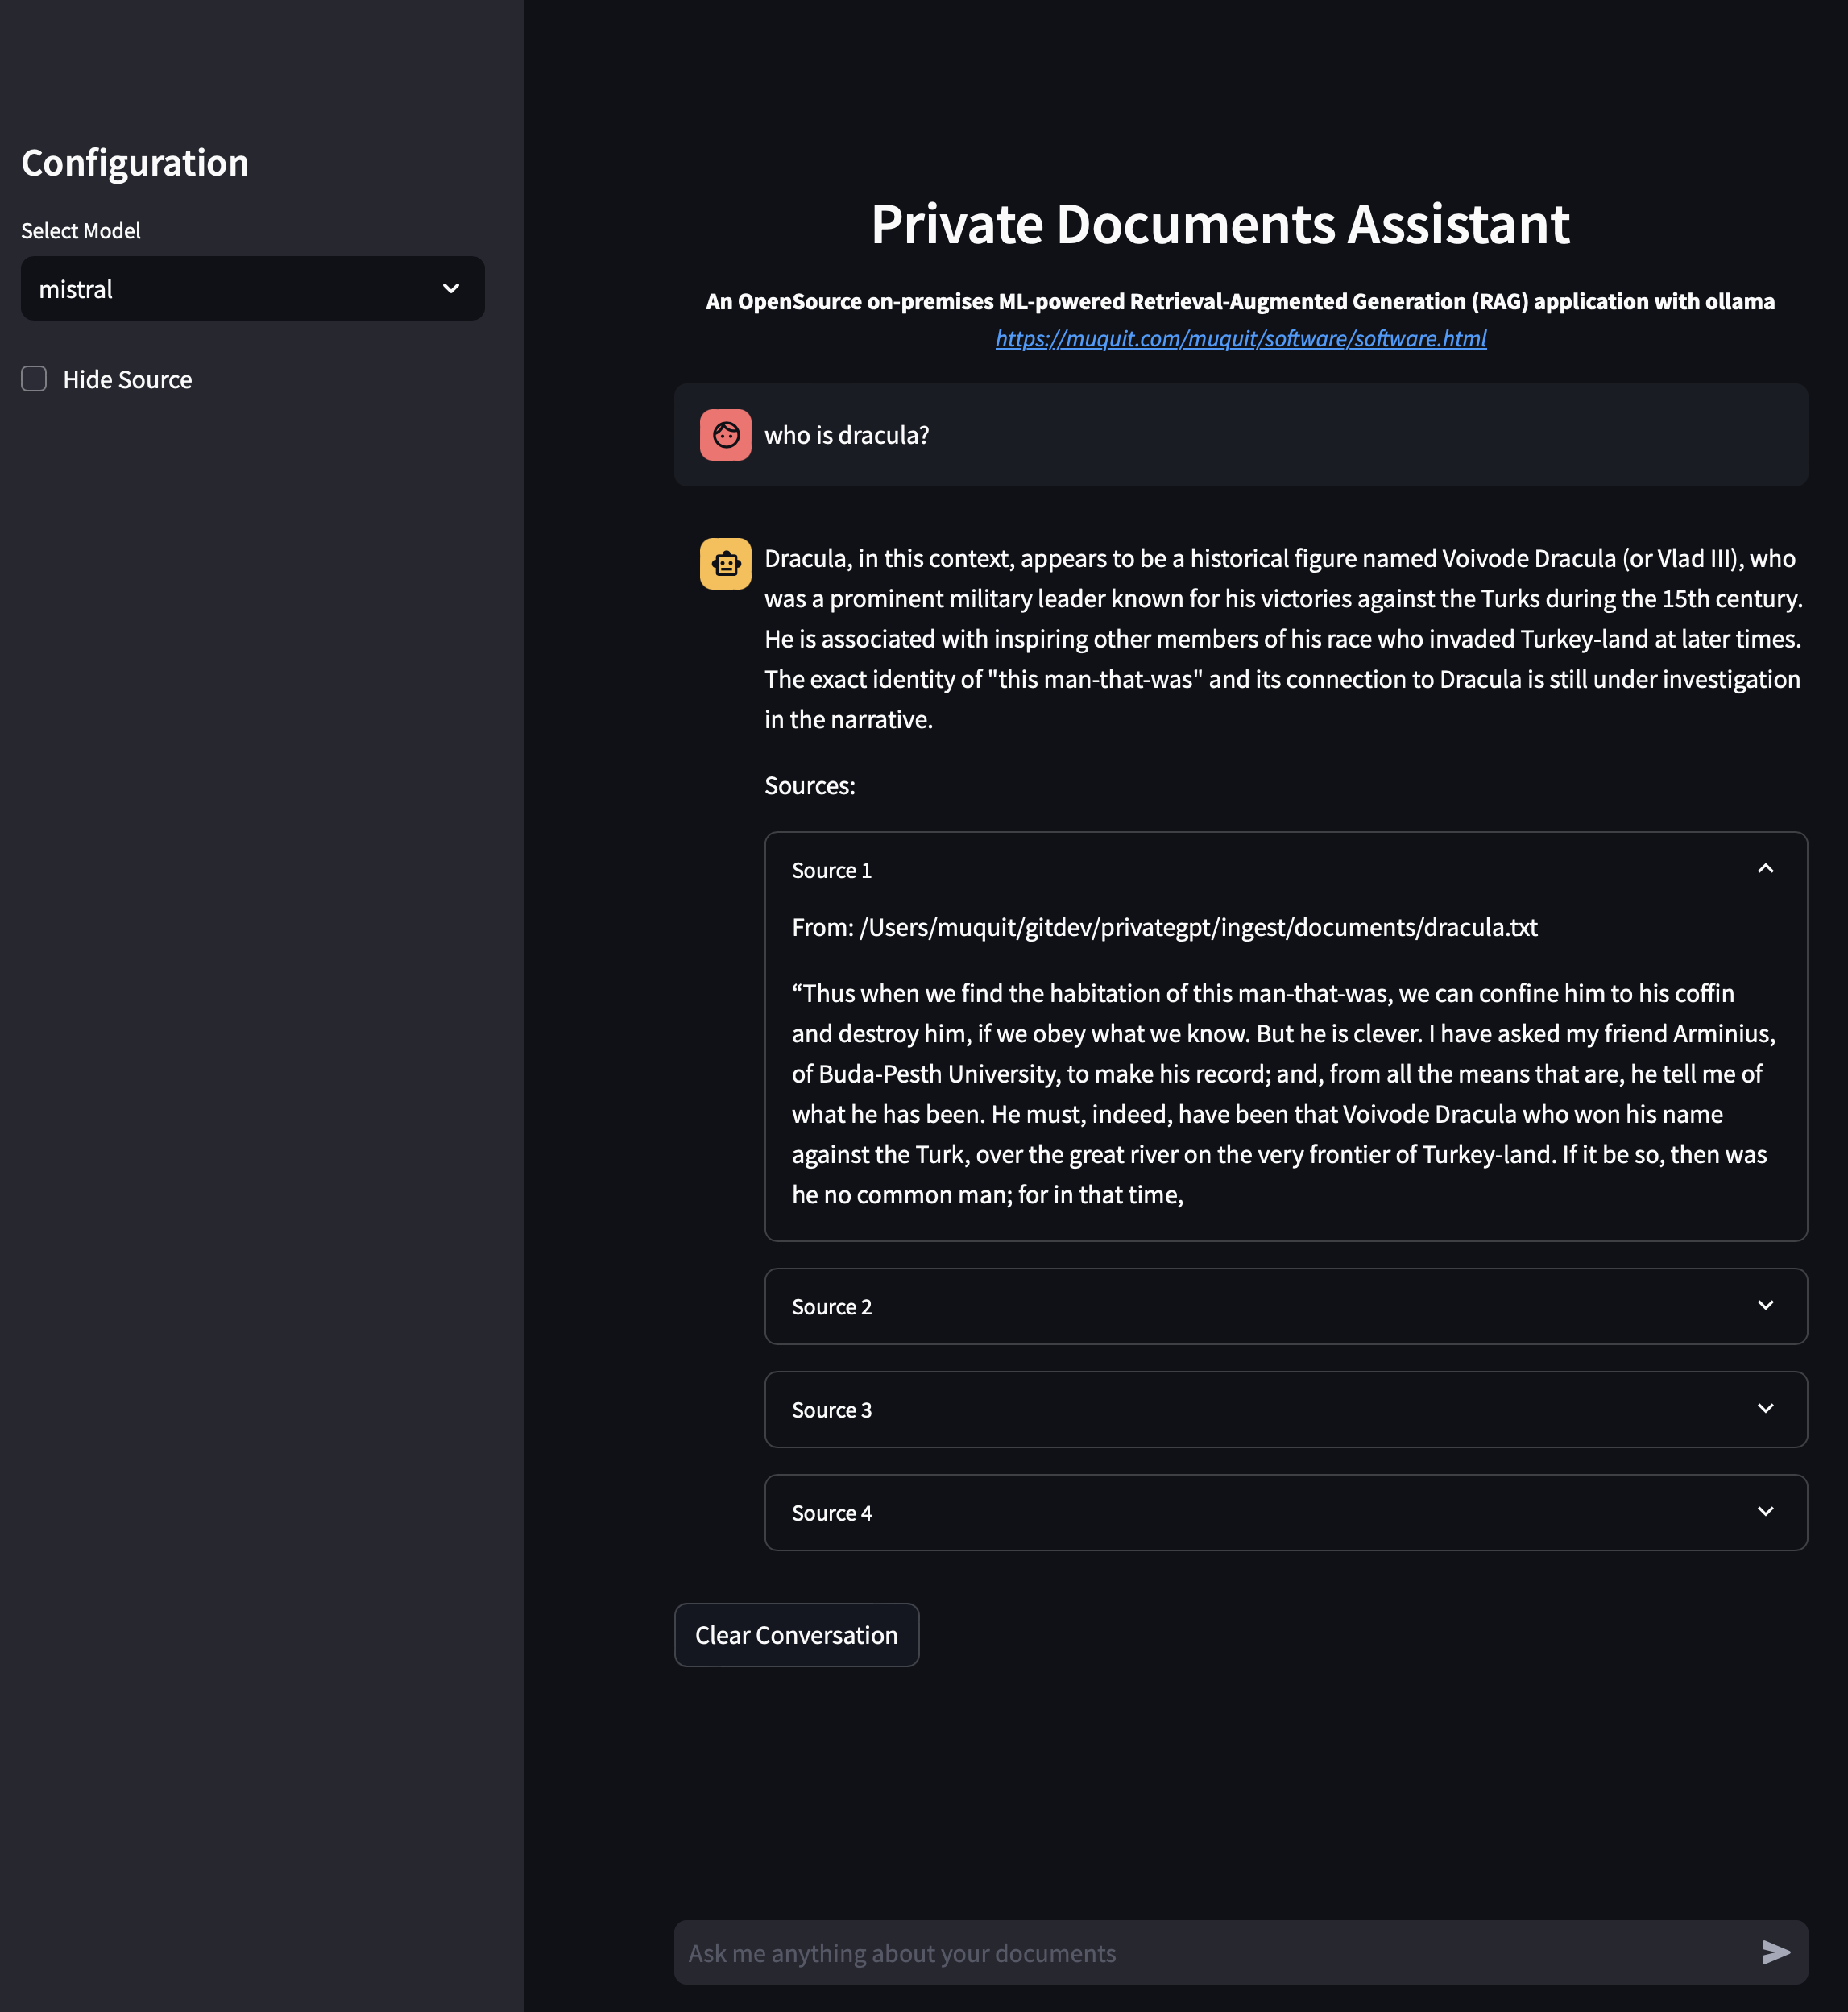 Configuration
Select Model
mistral
Hide Source
Private Documents Assistant
An OpenSource on-premises ML-powered Retrieval-Augmented Generation (RAG) application with ollama
https://muquit.com/muquit/software/software.html
who is dracula?
Dracula, in this context, appears to be a historical figure named Voivode Dracula (or Vlad III), who
was a prominent military leader known for his victories against the Turks during the 15th century.
He is associated with inspiring other members of his race who invaded Turkey-land at later times.
The exact identity of "this man-that-was" and its connection to Dracula is still under investigation
in the narrative.
Sources:
Source 1
From: /Users/muquit/gitdev/privategpt/ingest/documents/dracula.txt
“Thus when we find the habitation of this man-that-was, we can confine him to his coffin
and destroy him, if we obey what we know. But he is clever. I have asked my friend Arminius,
of Buda-Pesth University, to make his record; and, from all the means that are, he tell me of
what he has been. He must, indeed, have been that Voivode Dracula who won his name
against the Turk, over the great river on the very frontier of Turkey-land. If it be so, then was
he no common man; for in that time,
Source 2
Source 3
Source 4
Clear Conversation
Ask me anything about your documents